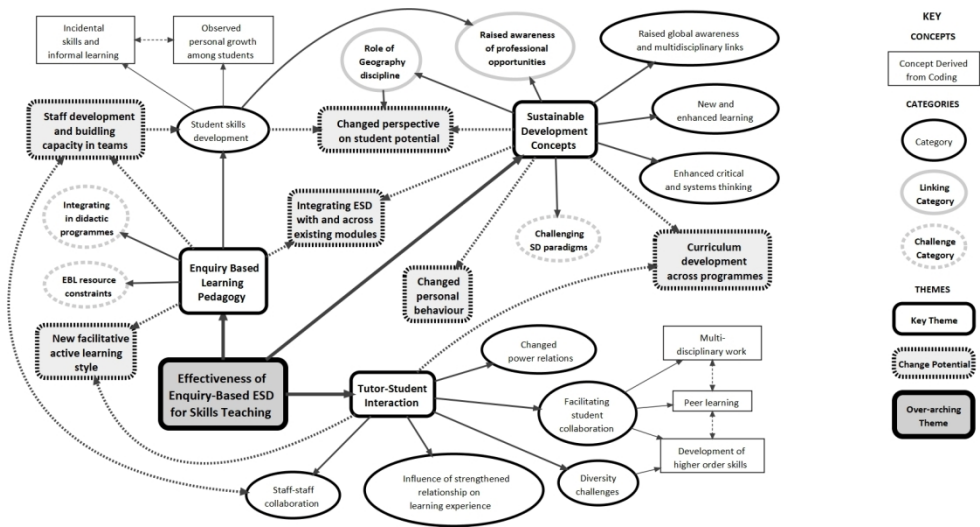 Incidental
skills and
informal learning
Observed
personal growth
among students
Role of
Geography
discipline
Raised awareness
of professional
opportunities
Raised global awareness
and multidisciplinary links
Staff development
and buidling
capacity in teams
Student skills
development
Changed perspective
on student potential
Sustainable
Development
Concepts
New and
enhanced learning
Enhanced critical
and systems thinking
Integrating
in didactic
programmes
Integrating ESD
with and across
existing modules
Challenging
SD paradigms
Curriculum
development
across programmes
EBL resource
constraints
Enquiry Based
Learning
Pedagogy
Changed
personal
behaviour
New facilitative
active learning
style
Effectiveness of
Enquiry-Based ESD
for Skills Teaching
Tutor-Student
Interaction
Changed
power relations
Facilitating
student
collaboration
Multi-
disciplinary work
Peer learning
Development of
higher order skills
Staff-staff
collaboration
Influence of strengthened
relationship on
learning experience
Diversity
challenges
KEY
CONCEPTS
Concept Derived
from Coding
CATEGORIES
Category
Linking
Category
Challenge
Category
THEMES
Key Theme
Change Potential
Over-arching
Theme